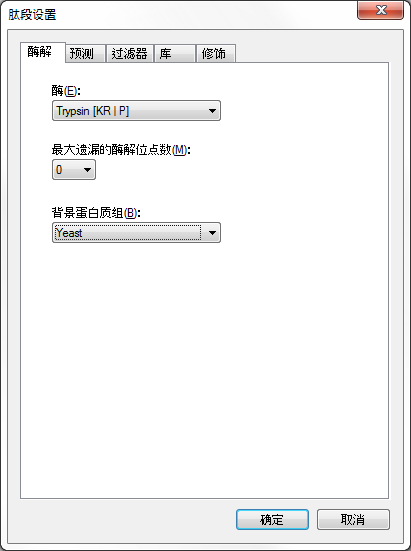 肽段设置
酶解 预测 过滤器 库 修饰
酶(E):
Trypsin [KR | P]
最大遗漏的酶解位点数(M):
0
背景蛋白质组(B):
Yeast
确定 取消